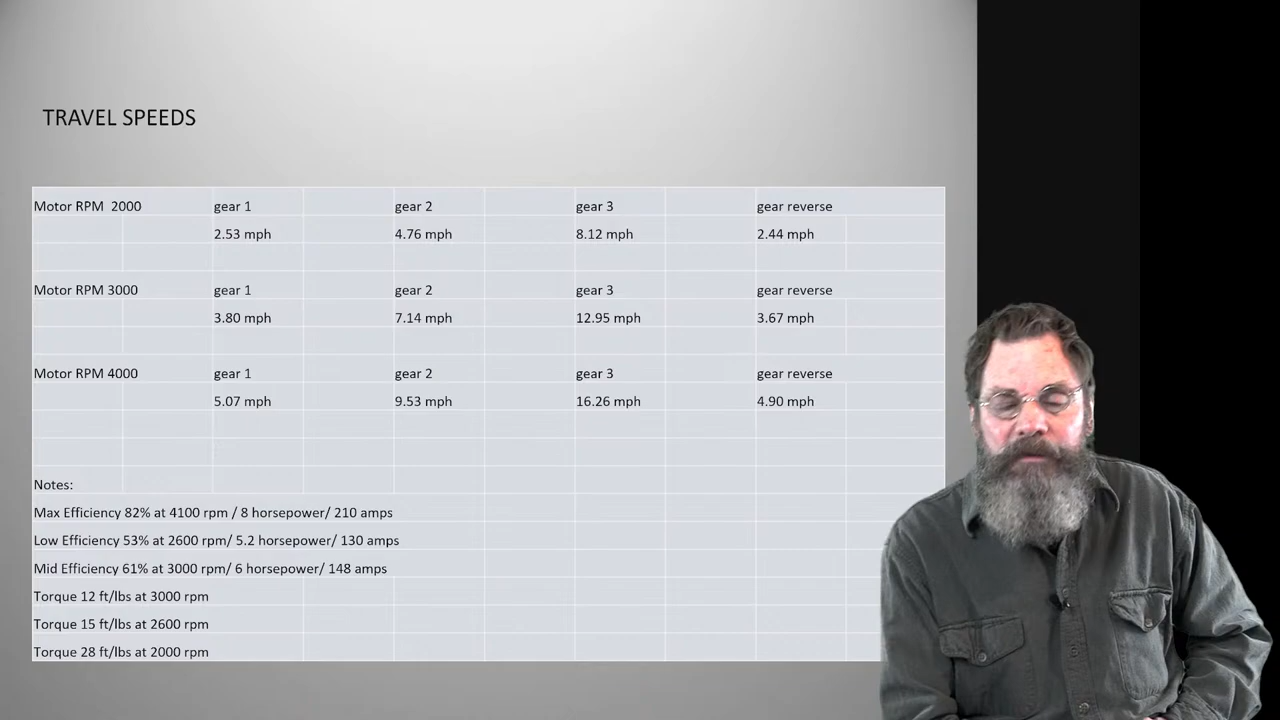 TRAVEL SPEEDS
Motor RPM  2000 gear 1 gear 2 gear 3 gear reverse
2.53 mph 4.76 mph 8.12 mph 2.44 mph
Motor RPM 3000 gear 1 gear 2 gear 3 gear reverse
3.80 mph 7.14 mph 12.95 mph 3.67 mph
Motor RPM 4000 gear 1 gear 2 gear 3 gear reverse
5.07 mph 9.53 mph 16.26 mph 4.90 mph
Notes:
Max Efficiency 82% at 4100 rpm / 8 horsepower/ 210 amps
Low Efficiency 53% at 2600 rpm/ 5.2 horsepower/ 130 amps
Mid Efficiency 61% at 3000 rpm/ 6 horsepower/ 148 amps
Torque 12 ft/lbs at 3000 rpm
Torque 15 ft/lbs at 2600 rpm
Torque 28 ft/lbs at 2000 rpm